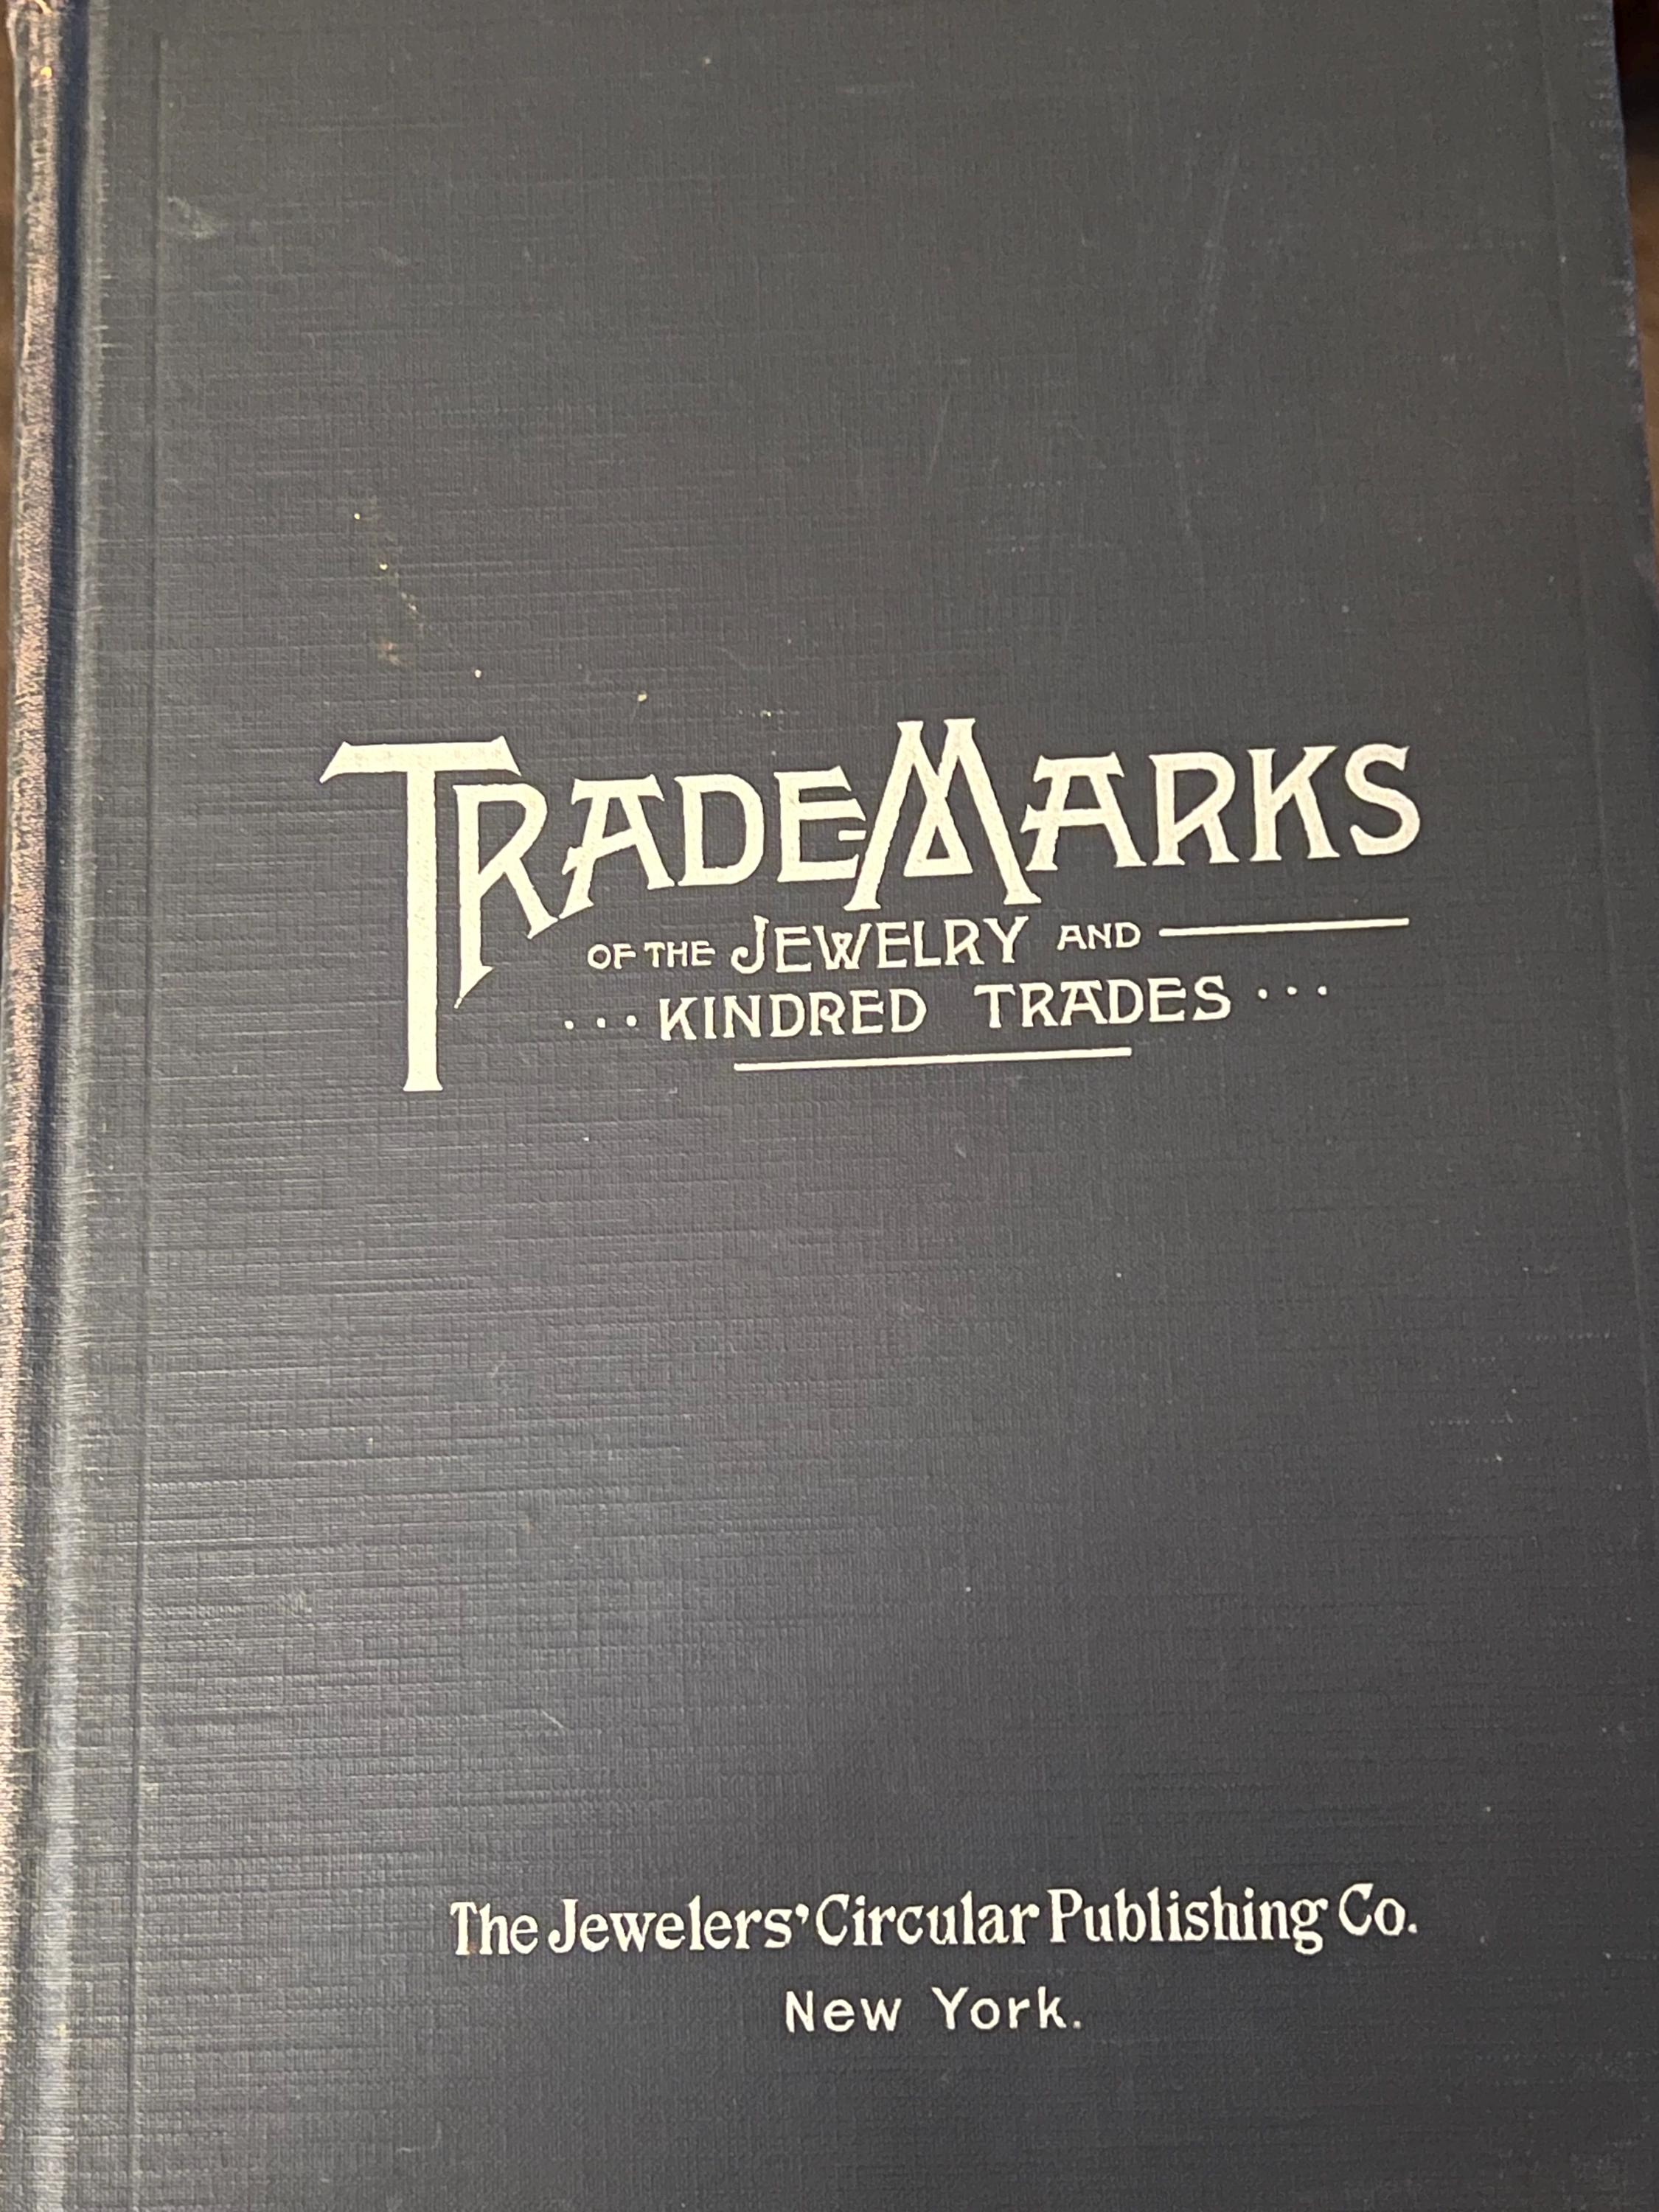 TRADE-MARKS
OF THE JEWELRY AND
...KINDRED TRADES...
The Jewelers' Circular Publishing Co.
New York.